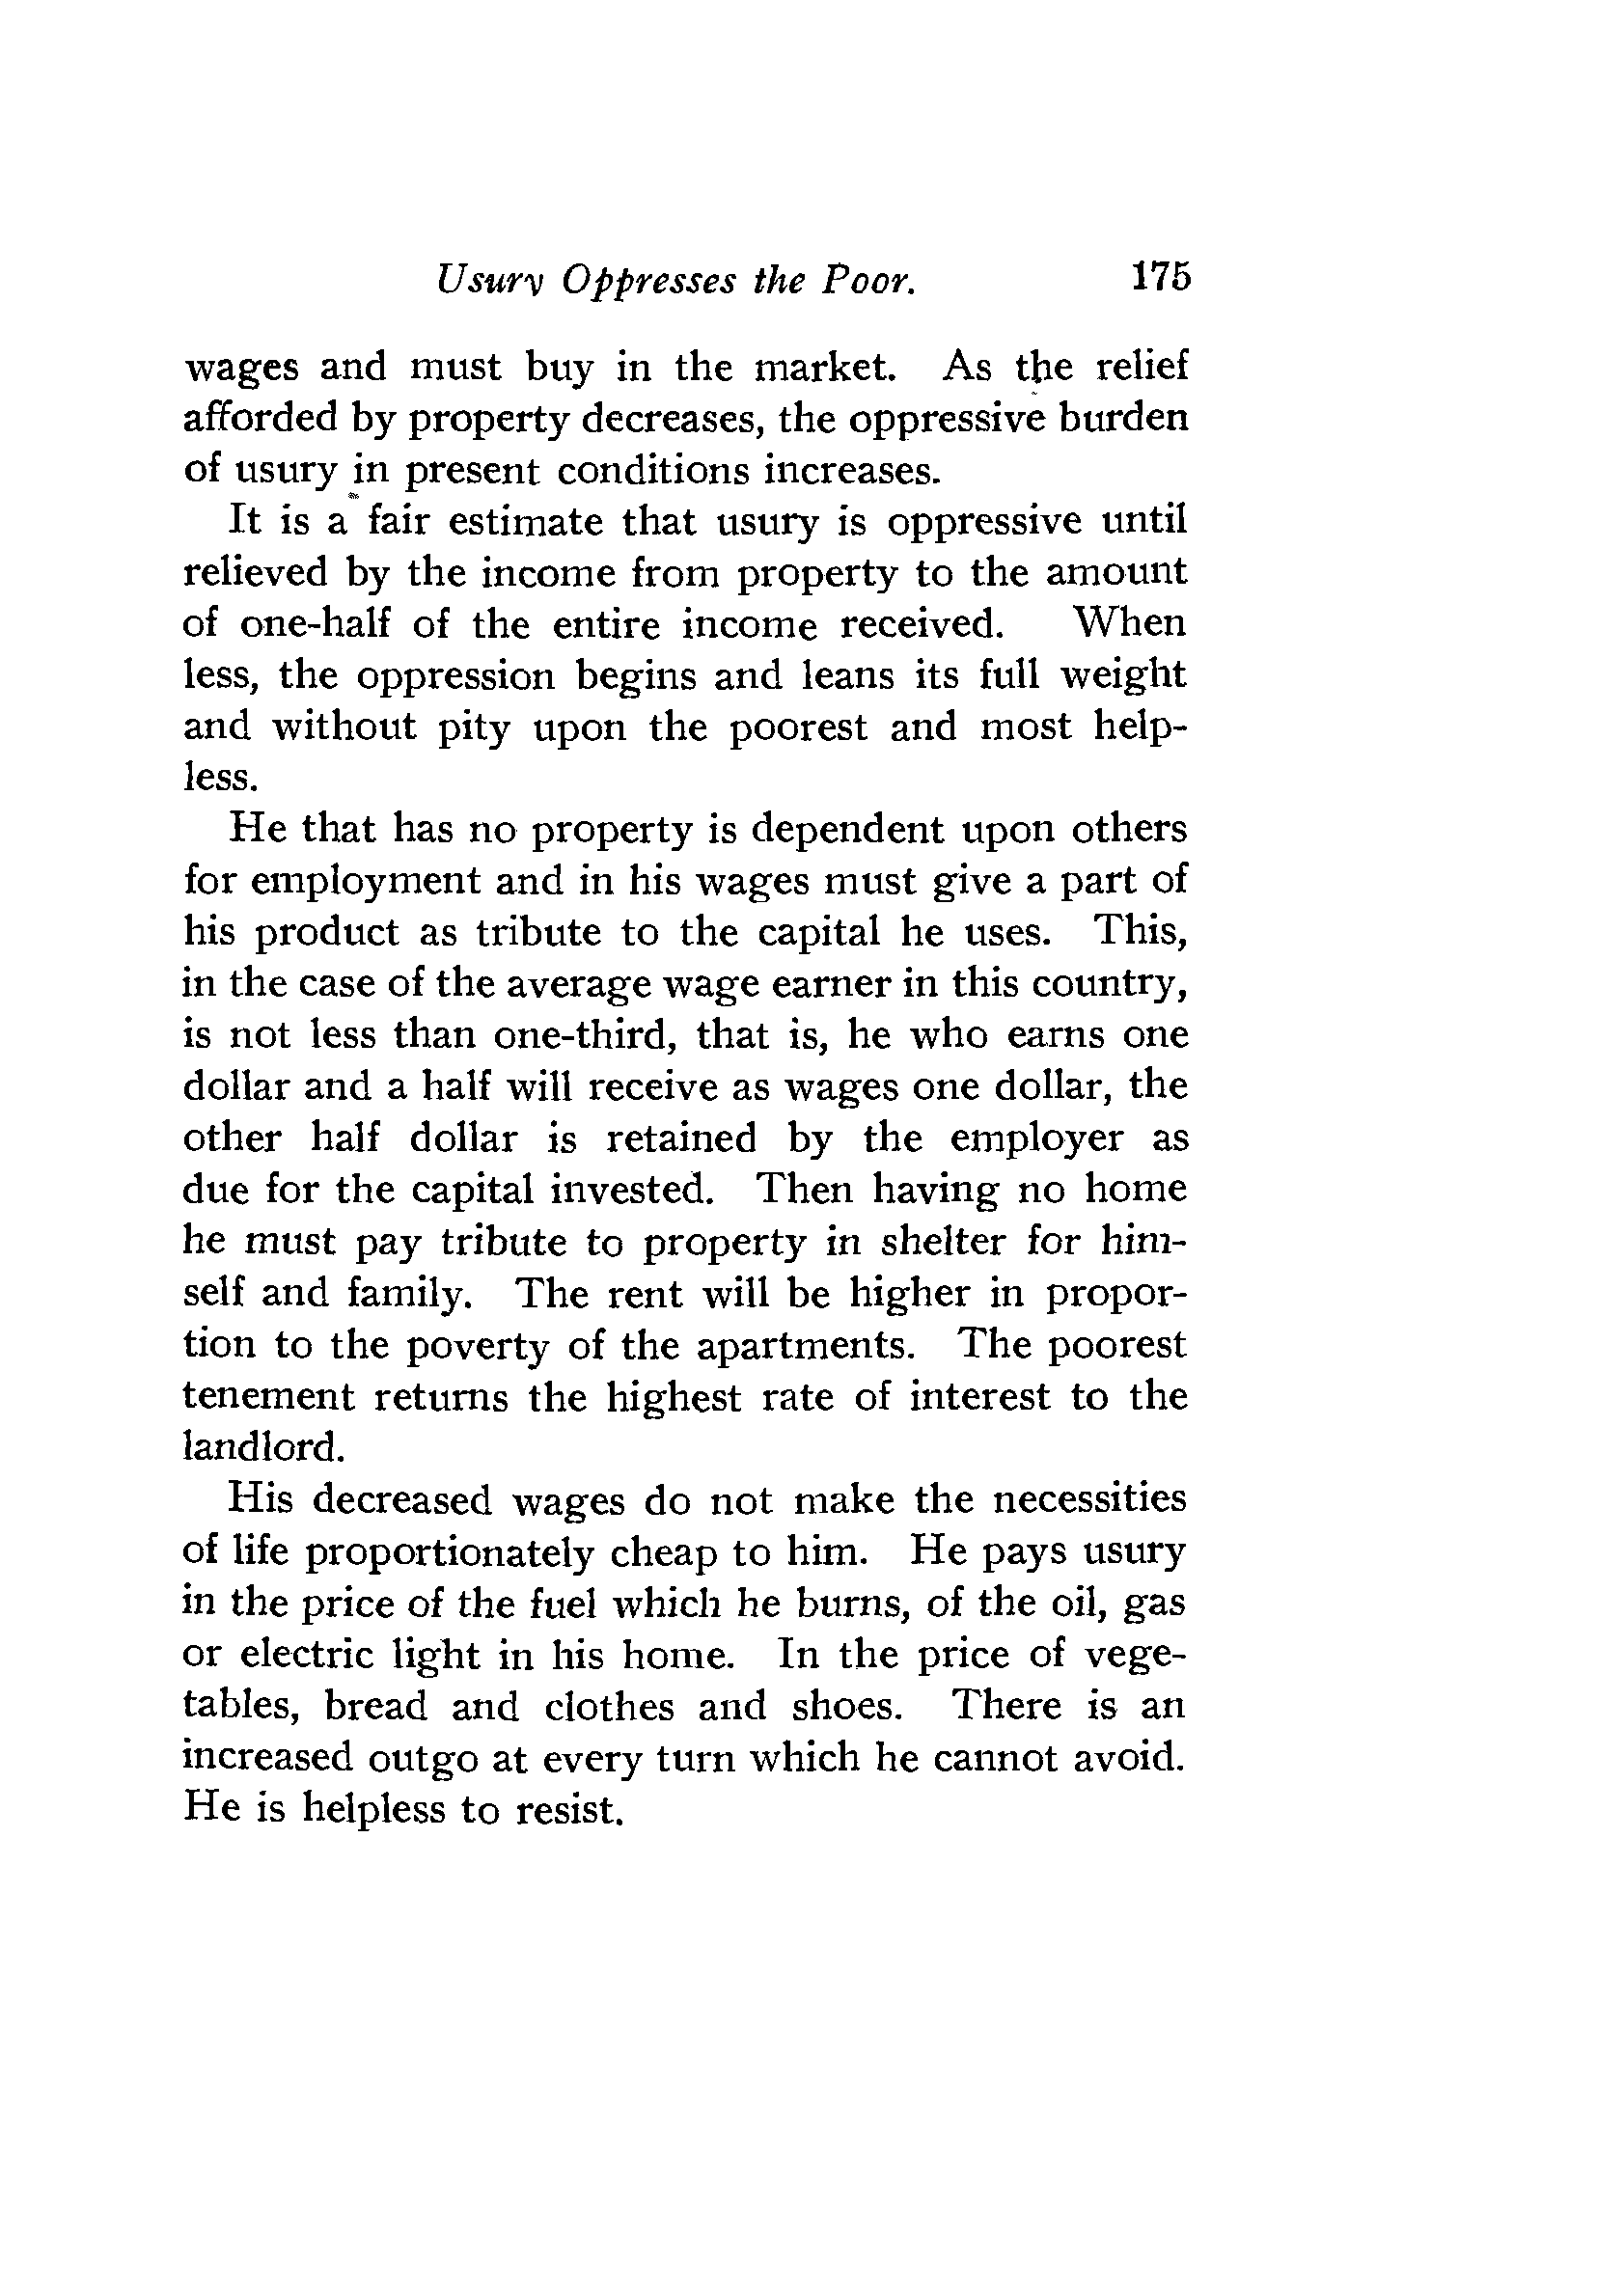 Usury Oppresses the Poor. 175
wages and must buy in the market. As the relief
afforded by property decreases, the oppressive burden
of usury in present conditions increases.
It is a fair estimate that usury is oppressive until
relieved by the income from property to the amount
of one-half of the entire income received. When
less, the oppression begins and leans its full weight
and without pity upon the poorest and most help-
less.
He that has no property is dependent upon others
for employment and in his wages must give a part of
his product as tribute to the capital he uses. This,
in the case of the average wage earner in this country,
is not less than one-third, that is, he who earns one
dollar and a half will receive as wages one dollar, the
other half dollar is retained by the employer as
due for the capital invested. Then having no home
he must pay tribute to property in shelter for him-
self and family. The rent will be higher in propor-
tion to the poverty of the apartments. The poorest
tenement returns the highest rate of interest to the
landlord.
His decreased wages do not make the necessities
of life proportionately cheap to him. He pays usury
in the price of the fuel which he burns, of the oil, gas
or electric light in his home. In the price of vege-
tables, bread and clothes and shoes. There is an
increased outgo at every turn which he cannot avoid.
He is helpless to resist.